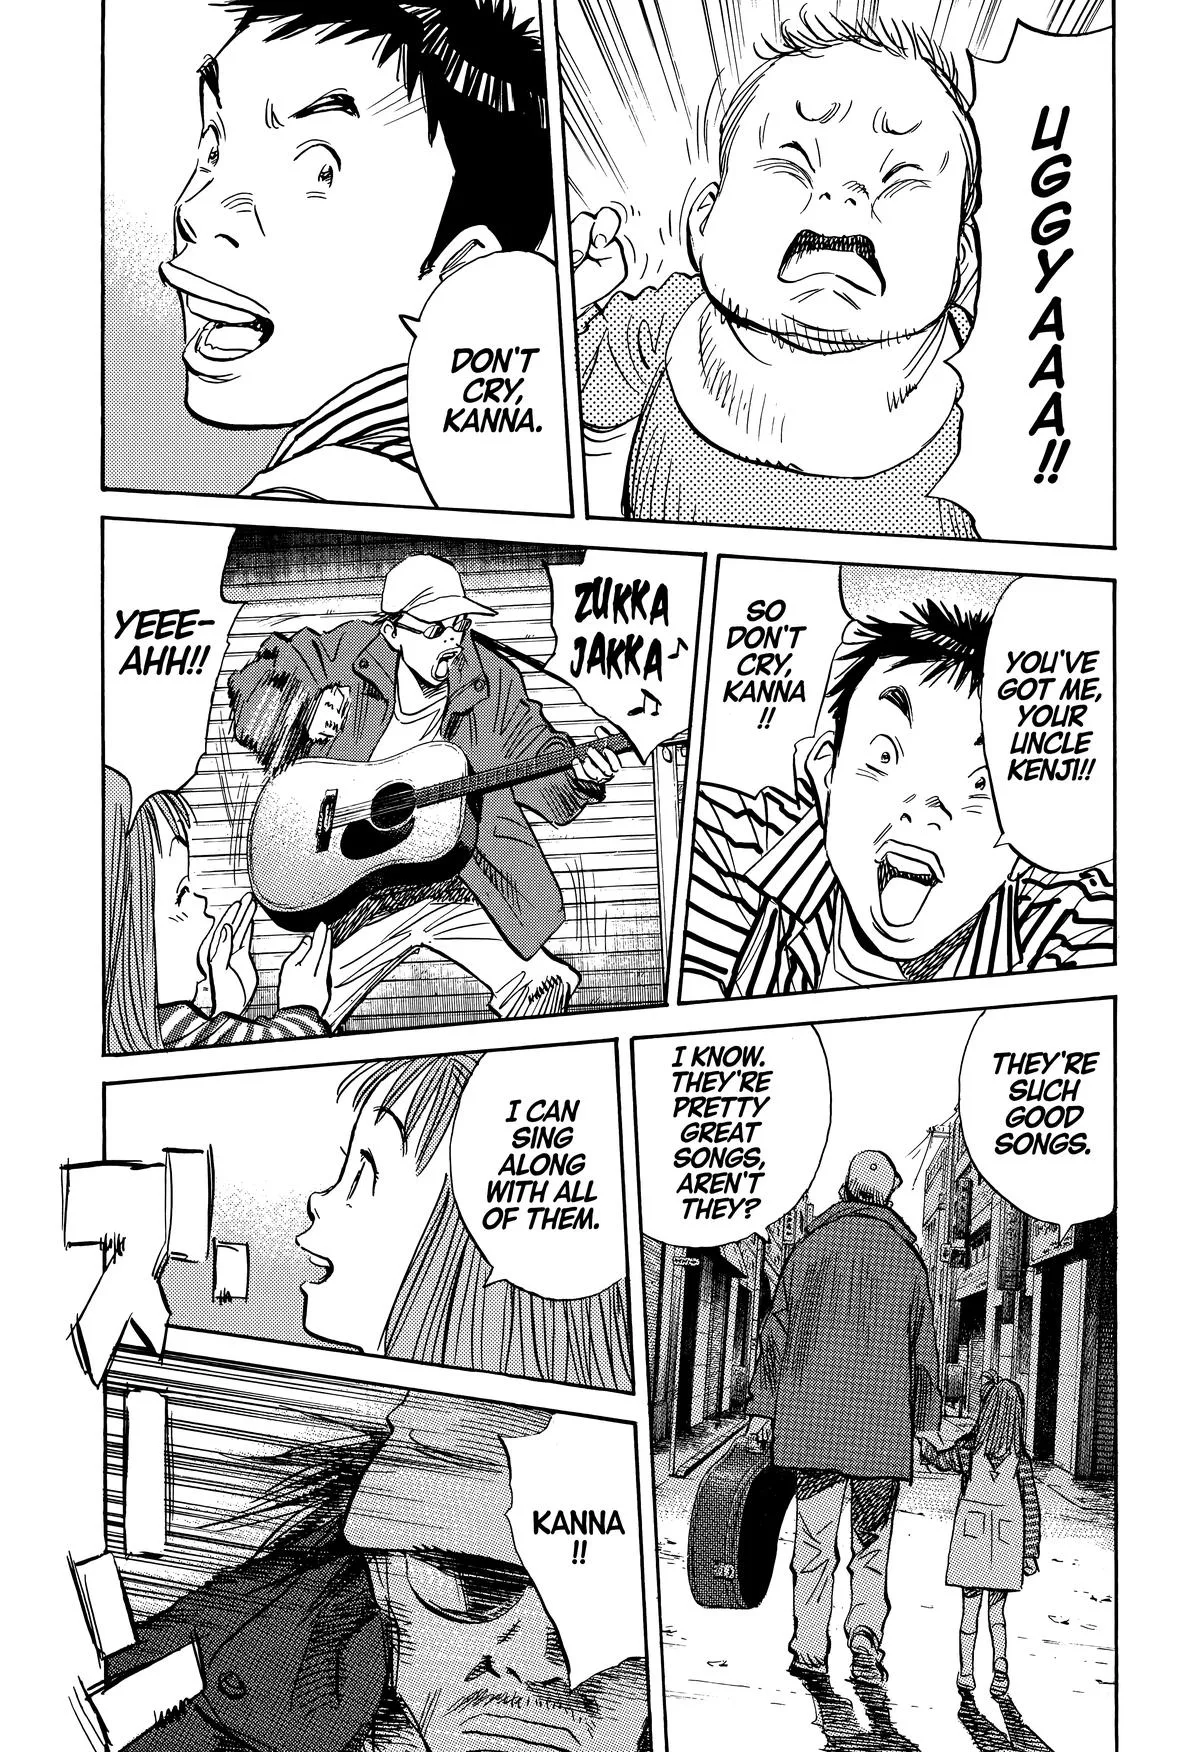 UGGYAAA!!
DON'T
CRY,
KANNA.
YOU'VE
GOT ME,
YOUR
UNCLE
KENJI!!
SO
DON'T
CRY,
KANNA
!!
ZUKKA
JAKKA
YEEE-
AHH!!
THEY'RE
SUCH
GOOD
SONGS.
I KNOW.
THEY'RE
PRETTY
GREAT
SONGS,
AREN'T
THEY?
I CAN
SING
ALONG
WITH ALL
OF THEM.
KANNA
!!